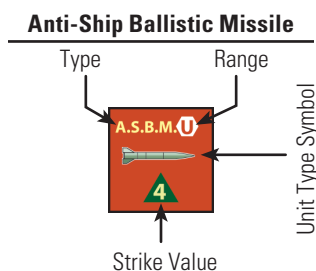 Anti-Ship Ballistic Missile
Type
Range
A.S.B.M. U
4
Unit Type Symbol
Strike Value